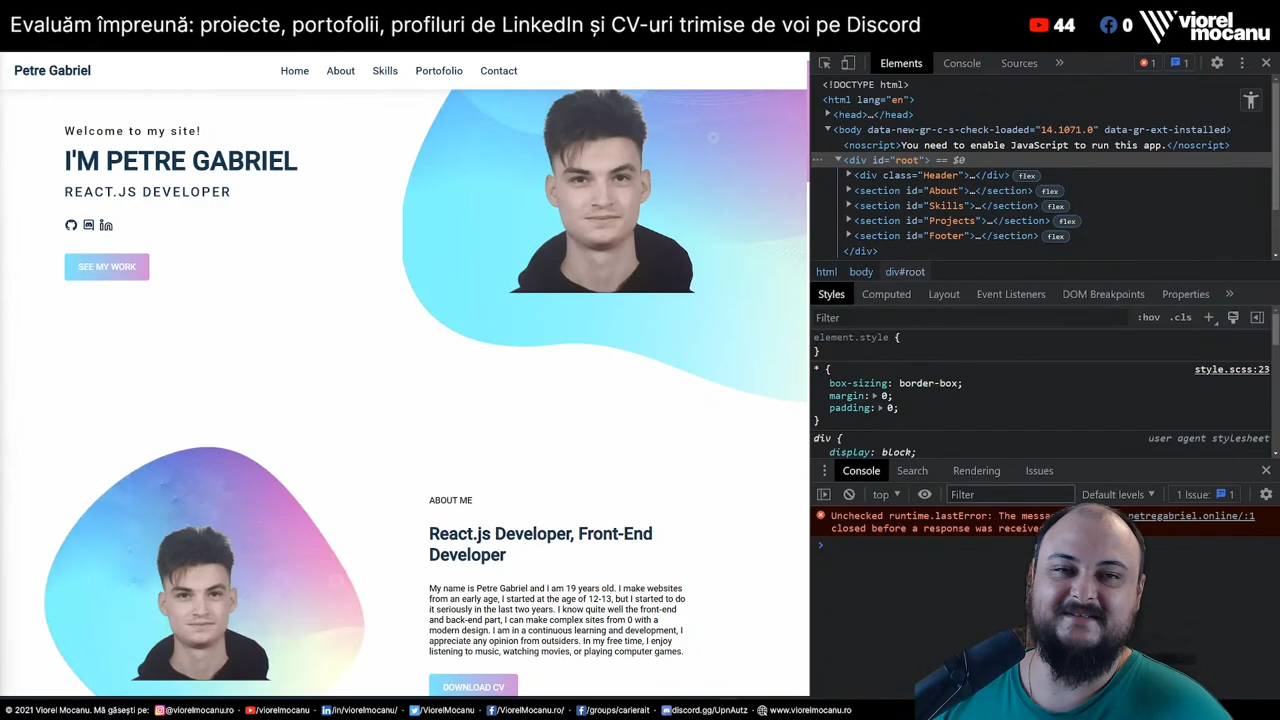 Evaluăm împreună: proiecte, portofolii, profiluri de LinkedIn și CV-uri trimise de voi pe Discord
44
0
viorel
mocanu
Petre Gabriel
Home
About
Skills
Portofolio
Contact
Welcome to my site!
I'M PETRE GABRIEL
REACT.JS DEVELOPER
SEE MY WORK
ABOUT ME
React.js Developer, Front-End
Developer
My name is Petre Gabriel and I am 19 years old. I make websites
from an early age, I started at the age of 12-13, but I started to do
it seriously in the last two years. I know quite well the front-end
and back-end part, I can make complex sites from 0 with a
modern design. I am in a continuous learning and development, I
appreciate any opinion from outsiders. In my free time, I enjoy
listening to music, watching movies, or playing computer games.
DOWNLOAD CV
Elements
Console
Sources
»
1
1
<!DOCTYPE html>
<html lang="en">
<head>…</head>
<body data-new-gr-c-s-check-loaded="14.1071.0" data-gr-ext-installed>
<noscript>You need to enable JavaScript to run this app.</noscript>
<div id="root"> == $0
<div class="Header">…</div> flex
<section id="About">…</section> flex
<section id="Skills">…</section> flex
<section id="Projects">…</section> flex
<section id="Footer">…</section> flex
</div>
html body div#root
Styles
Computed
Layout
Event Listeners
DOM Breakpoints
Properties
»
Filter
:hov .cls +
element.style {
}
* {
style.scss:23
box-sizing: border-box;
margin: 0;
padding: 0;
}
div {
user agent stylesheet
display: block;
Console
Search
Rendering
Issues
top
Filter
Default levels
1 Issue: 1
Unchecked runtime.lastError: The messa
petregabriel.online/:1
closed before a response was receive
© 2021 Viorel Mocanu. Mă găsești pe: @viorelmocanu.ro - /viorelmocanu - /in/viorelmocanu/ - /ViorelMocanu - /ViorelMocanu.ro/ - /groups/carierait - discord.gg/UpnAutz - www.viorelmocanu.ro